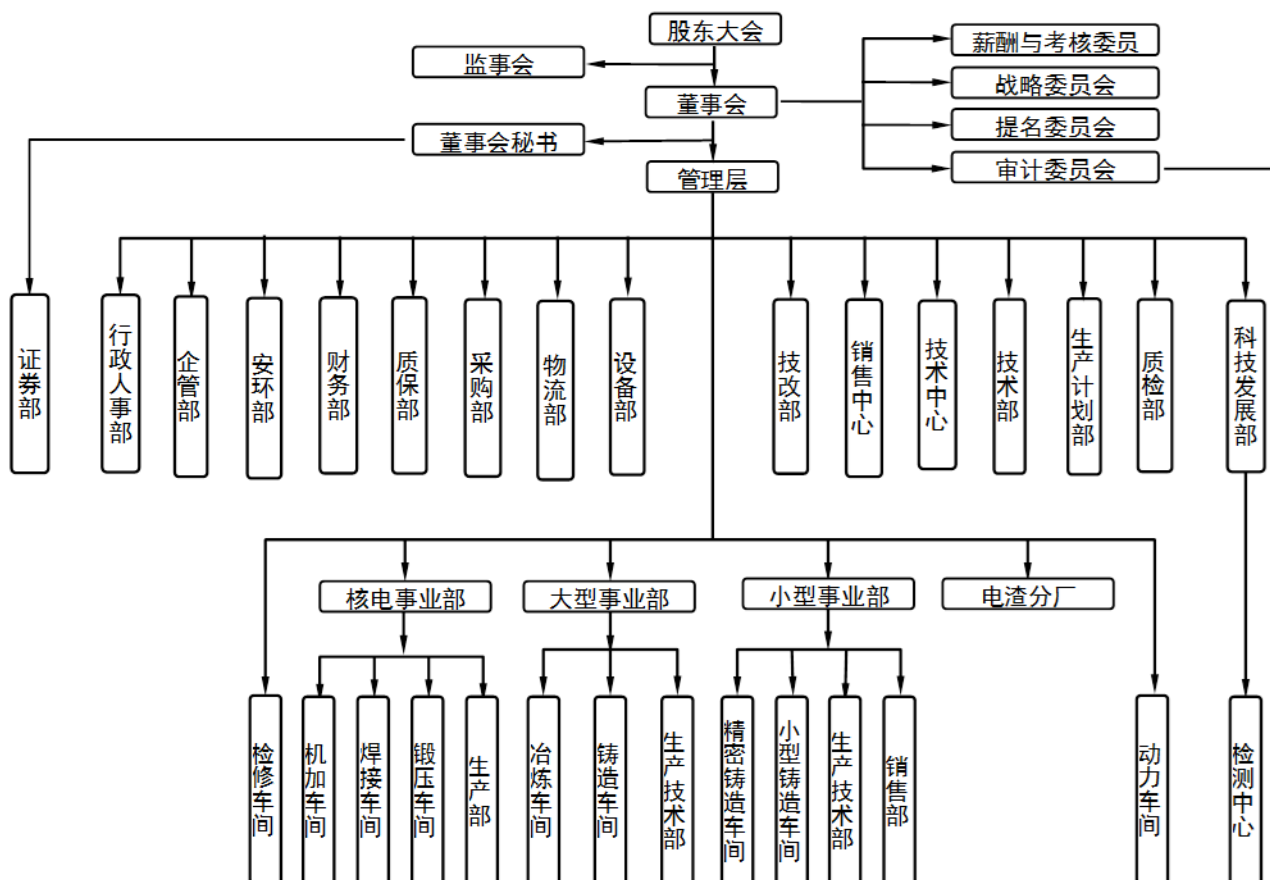 股东大会
监事会
董事会
薪酬与考核委员
战略委员会
提名委员会
审计委员会
董事会秘书
管理层
证券部
行政人事部
企管部
安环部
财务部
质保部
采购部
物流部
设备部
技改部
销售中心
技术中心
技术部
生产计划部
质检部
科技发展部
核电事业部
大型事业部
小型事业部
电渣分厂
检修车间
机加车间
焊接车间
锻压车间
生产部
冶炼车间
铸造车间
生产技术部
精密铸造车间
小型铸造车间
生产技术部
销售部
动力车间
检测中心